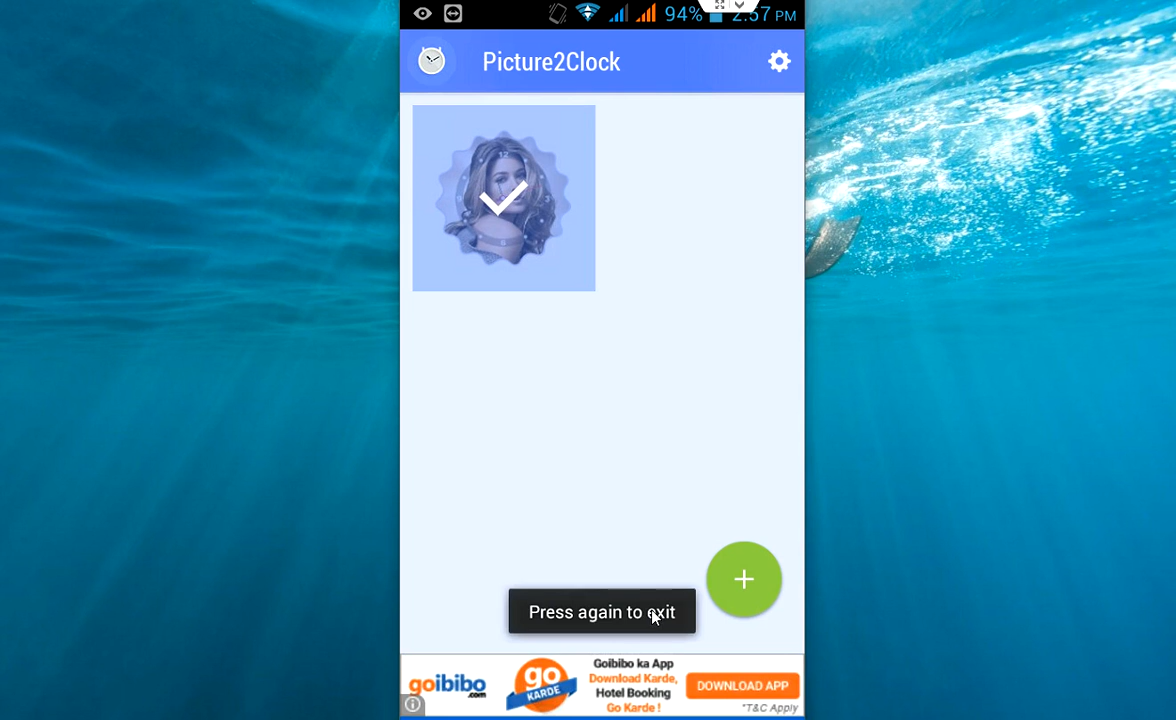 94% 2:57 PM
Picture2Clock
+
Press again to exit
goibibo
.com
go
KARDE
Goibibo ka App
Download Karde,
Hotel Booking
Go Karde !
DOWNLOAD APP
*T&C Apply